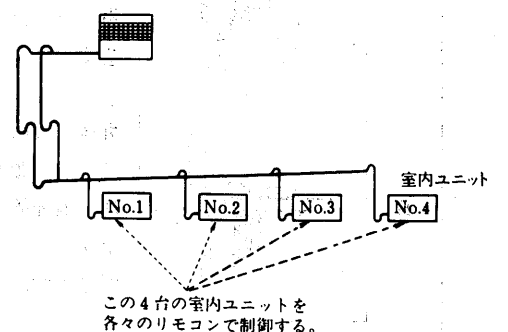 室内ユニット
No.1
No.2
No.3
No.4
この4台の室内ユニットを
各々のリモコンで制御する。